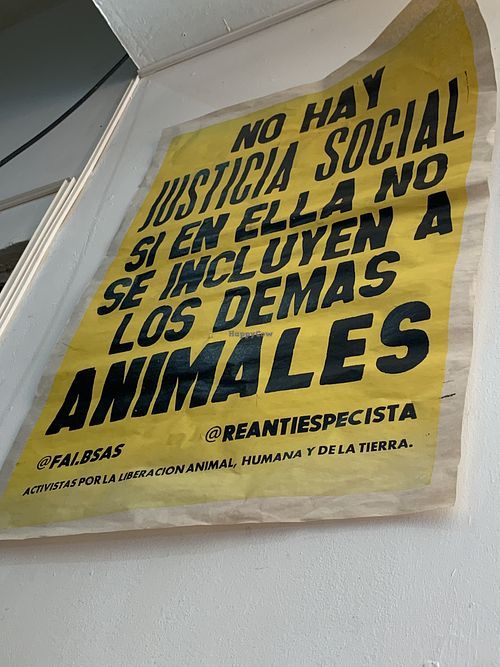 NO HAY
JUSTICIA SOCIAL
SI EN ELLA NO
SE INCLUYEN A
LOS DEMAS
ANIMALES
@FAI.BSAS @REANTIESPECISTA
ACTIVISTAS POR LA LIBERACION ANIMAL, HUMANA Y DE LA TIERRA.
HappyCow